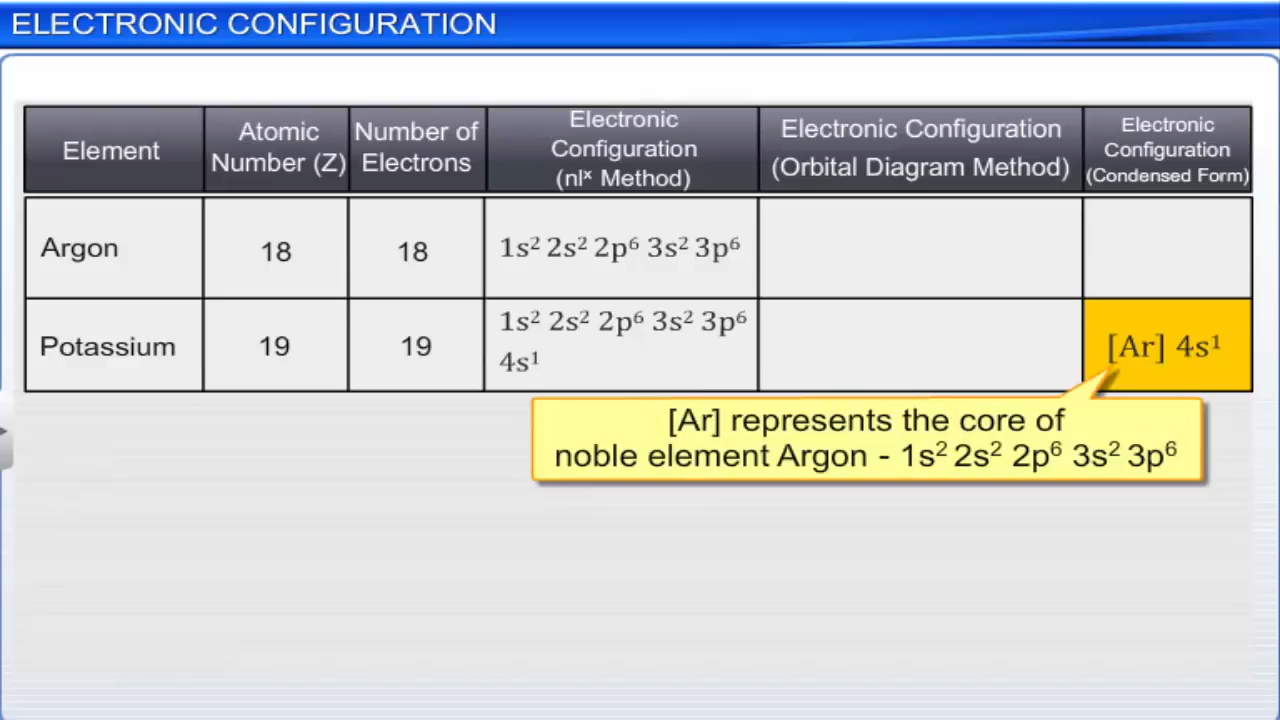 ELECTRONIC CONFIGURATION
Element
Atomic
Number (Z)
Number of
Electrons
Electronic
Configuration
(nlˣ Method)
Electronic Configuration
(Orbital Diagram Method)
Electronic
Configuration
(Condensed Form)
Argon
18
18
1s² 2s² 2p⁶ 3s² 3p⁶
Potassium
19
19
1s² 2s² 2p⁶ 3s² 3p⁶
4s¹
[Ar] 4s¹
[Ar] represents the core of
noble element Argon - 1s² 2s² 2p⁶ 3s² 3p⁶